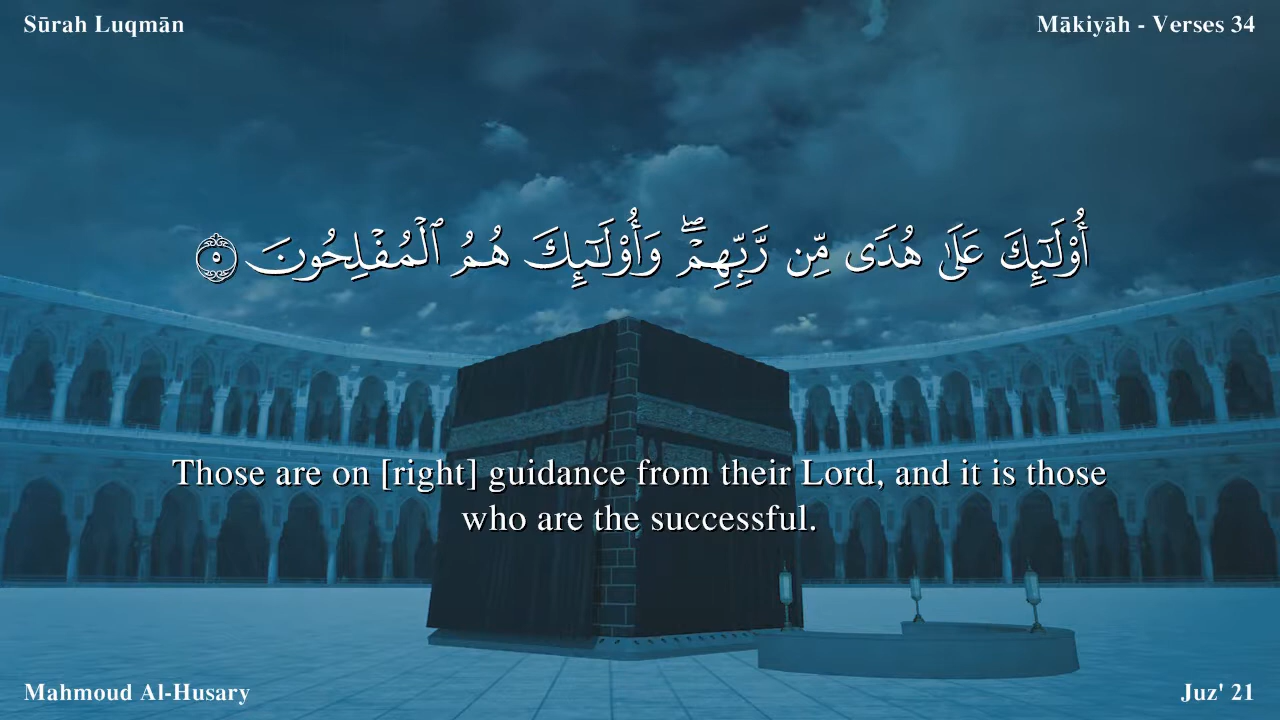 Sūrah Luqmān
Mākiyāh - Verses 34
أُو۟لَـٰٓئِكَ عَلَىٰ هُدًى مِّن رَّبِّهِمْ ۖ وَأُو۟لَـٰٓئِكَ هُمُ ٱلْمُفْلِحُونَ ٥
Those are on [right] guidance from their Lord, and it is those
who are the successful.
Mahmoud Al-Husary
Juz' 21